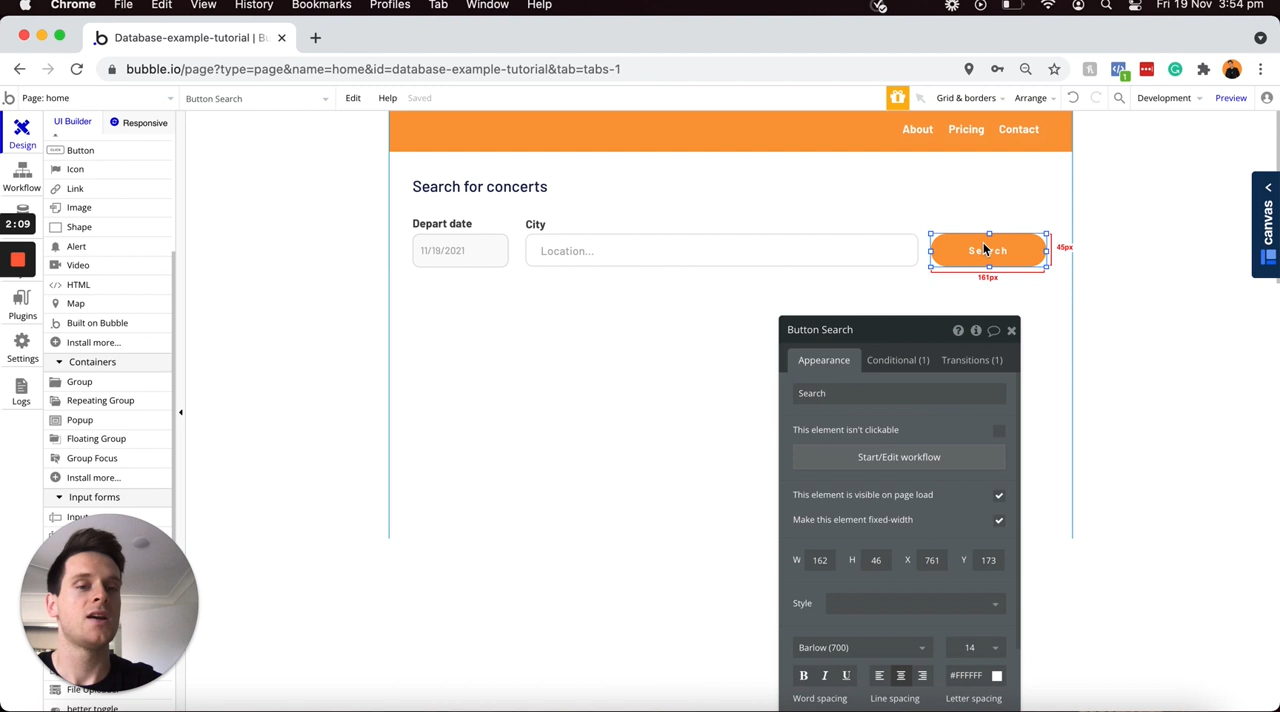 Chrome File Edit View History Bookmarks Profiles Tab Window Help Fri 19 Nov 3:54 pm
Database-example-tutorial | Bu
bubble.io/page?type=page&name=home&id=database-example-tutorial&tab=tabs-1
1
Page: home Button Search Edit Help Saved Grid & borders Arrange Development Preview
UI Builder Responsive
Design
Workflow
2:09
Plugins
Settings
Logs
Button
Icon
Link
Image
Shape
Alert
Video
</> HTML
Map
Built on Bubble
Install more...
Containers
Group
Repeating Group
Popup
Floating Group
Group Focus
Install more...
Input forms
About Pricing Contact
Search for concerts
Depart date City
11/19/2021 Location... Search
45px
161px
canvas
Button Search
Appearance Conditional (1) Transitions (1)
Search
This element isn't clickable
Start/Edit workflow
This element is visible on page load
Make this element fixed-width
W 162 H 46 X 761 Y 173
Style
Barlow (700) 14
B I U #FFFFFF
Word spacing Line spacing Letter spacing
better toggle